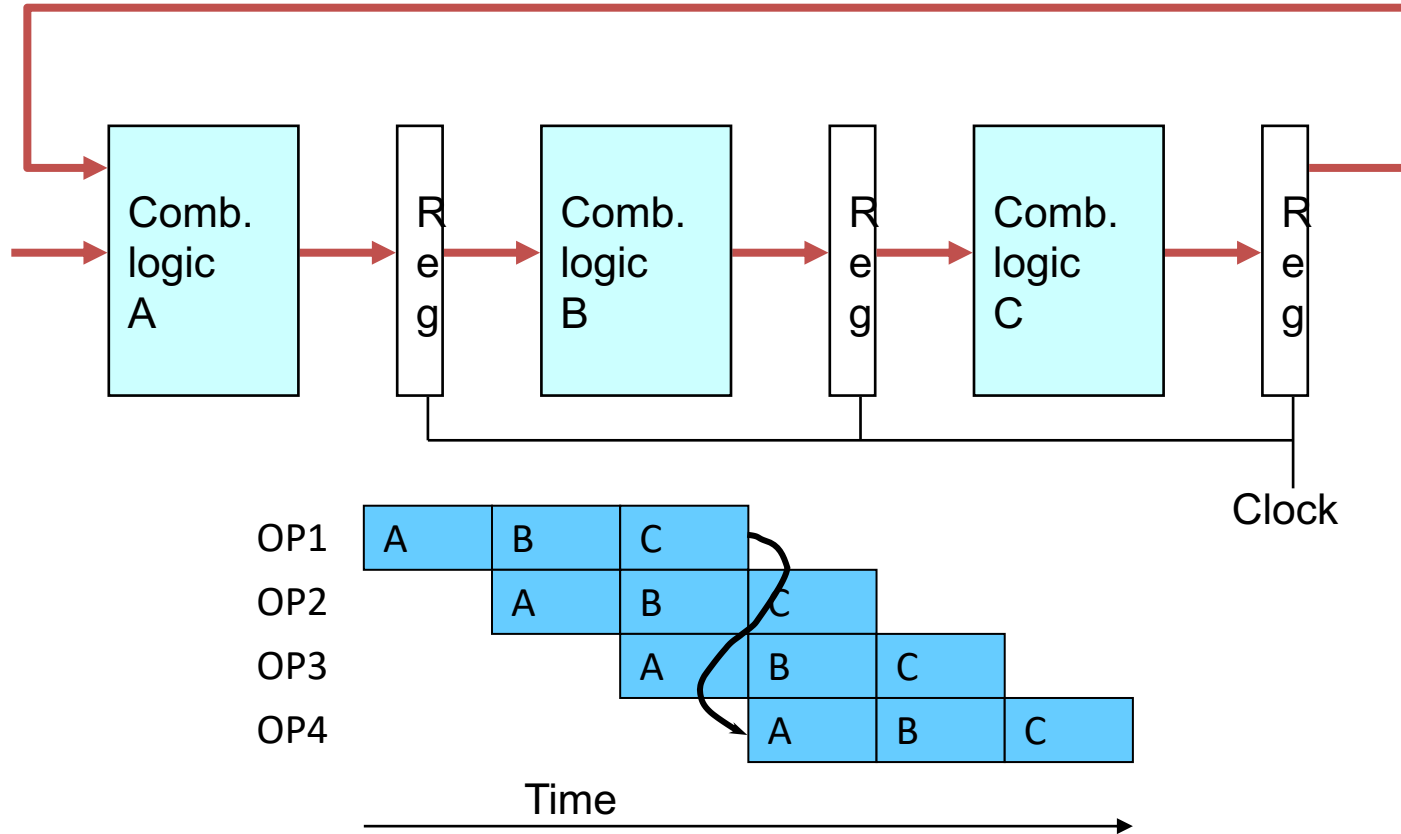 Comb.
logic
A
R
e
g
Comb.
logic
B
R
e
g
Comb.
logic
C
R
e
g
Clock
OP1 A B C
OP2 A B C
OP3 A B C
OP4 A B C
Time